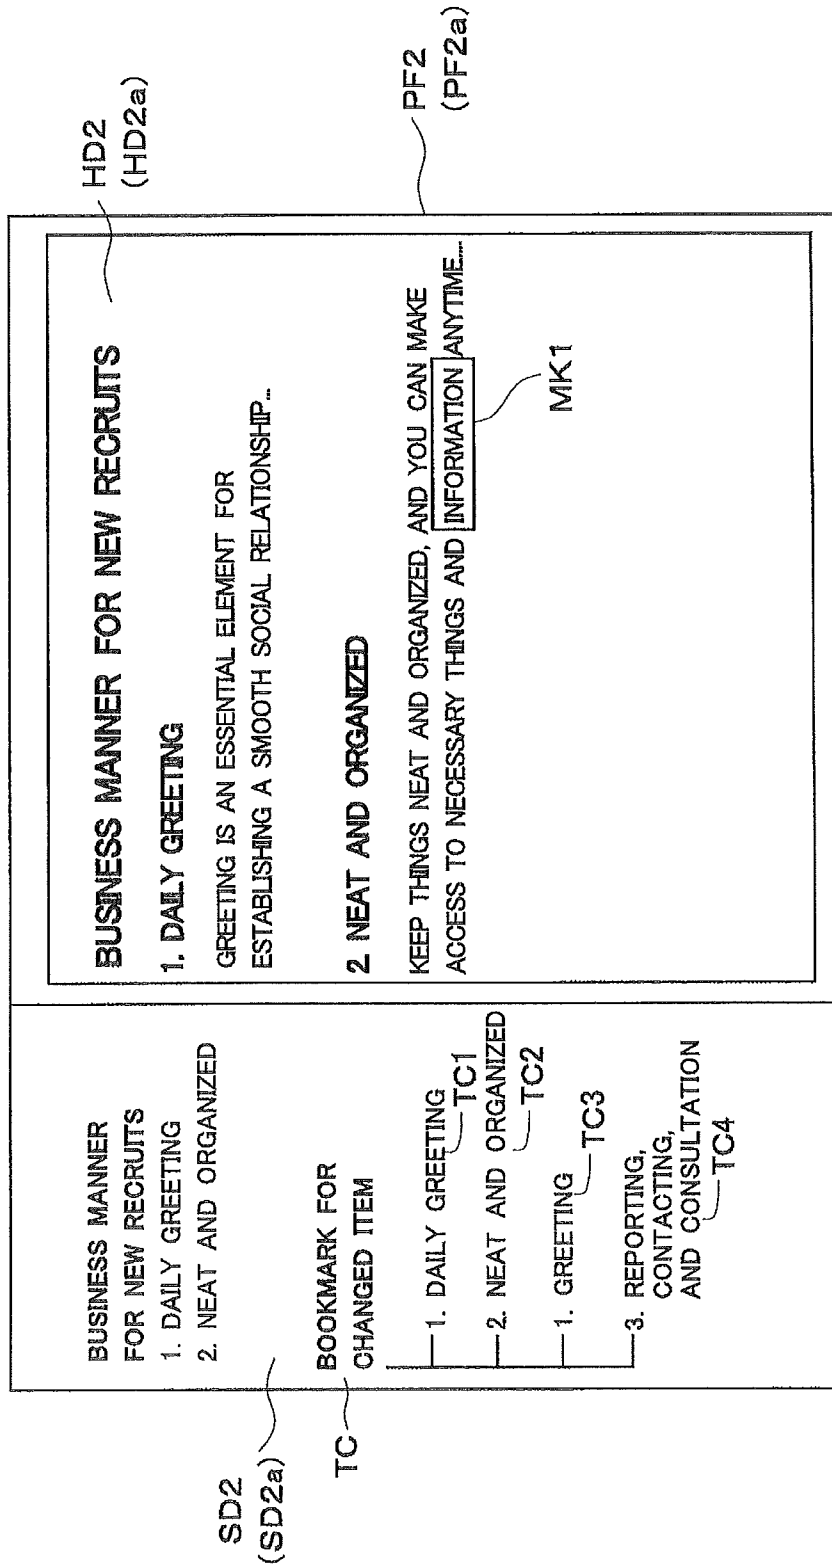 SD2
(SD2a)
TC
BUSINESS MANNER
FOR NEW RECRUITS
1. DAILY GREETING
2. NEAT AND ORGANIZED
BOOKMARK FOR
CHANGED ITEM
1. DAILY GREETING
TC1
2. NEAT AND ORGANIZED
TC2
1. GREETING
TC3
3. REPORTING,
CONTACTING,
AND CONSULTATION
TC4
BUSINESS MANNER FOR NEW RECRUITS
1. DAILY GREETING
GREETING IS AN ESSENTIAL ELEMENT FOR
ESTABLISHING A SMOOTH SOCIAL RELATIONSHIP...
2. NEAT AND ORGANIZED
KEEP THINGS NEAT AND ORGANIZED, AND YOU CAN MAKE
ACCESS TO NECESSARY THINGS AND INFORMATION ANYTIME...
MK1
HD2
(HD2a)
PF2
(PF2a)